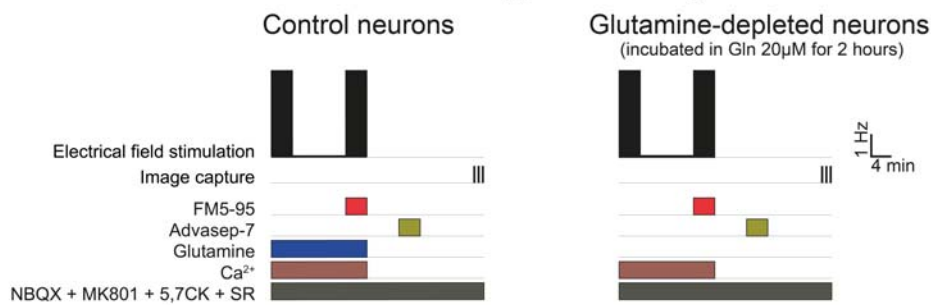 Control neurons
Glutamine-depleted neurons
(incubated in Gln 20μM for 2 hours)
Electrical field stimulation
Image capture
FM5-95
Advasep-7
Glutamine
Ca²⁺
NBQX + MK801 + 5,7CK + SR
1 Hz
4 min